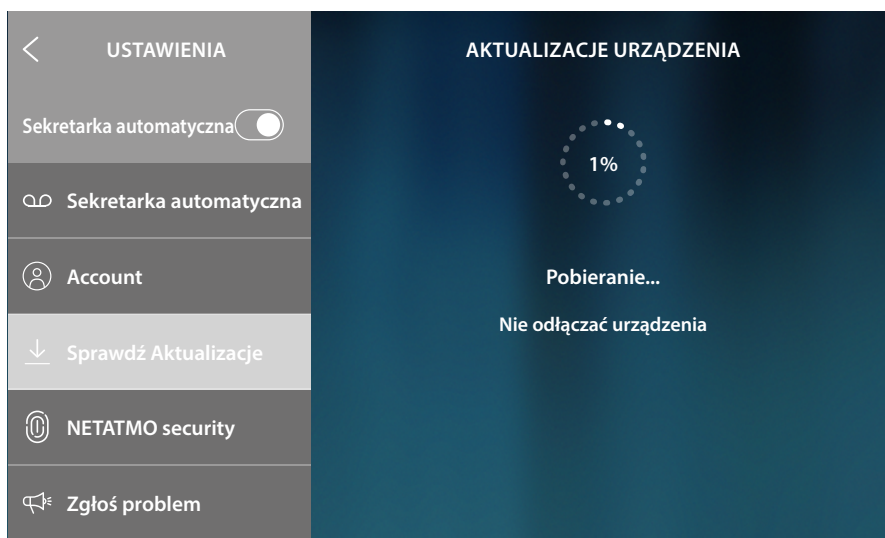 USTAWIENIA
Sekretarka automatyczna
Sekretarka automatyczna
Account
Sprawdź Aktualizacje
NETATMO security
Zgłoś problem
AKTUALIZACJE URZĄDZENIA
1%
Pobieranie...
Nie odłączać urządzenia